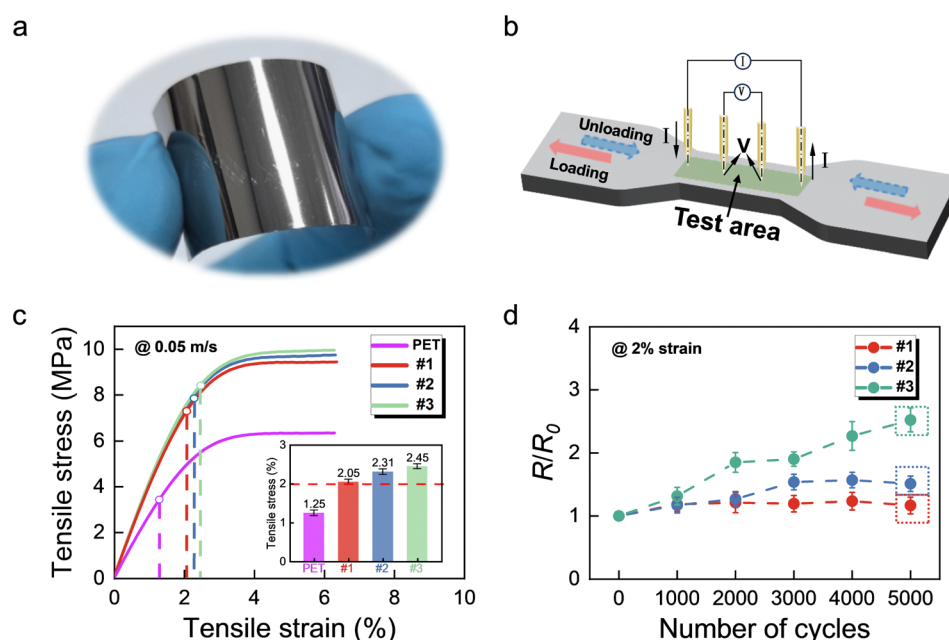 a
b
I
V
I
Unloading
V
I
Loading
Test area
c
@ 0.05 m/s
PET
#1
#2
#3
Tensile stress (MPa)
10
8
6
4
2
0
0 2 4 6 8 10
Tensile strain (%)
Tensile stress (%)
3
2
1
0
1.25
2.05
2.31
2.45
PET #1 #2 #3
d
@ 2% strain
#1
#2
#3
R/R0
4
3
2
1
0
0 1000 2000 3000 4000 5000
Number of cycles